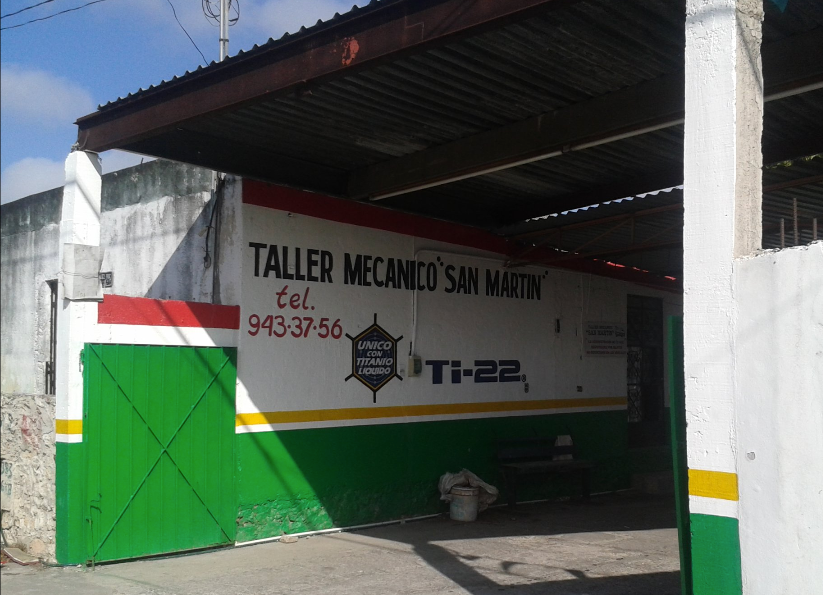 TALLER MECANICO "SAN MARTIN"
tel.
943·37·56
UNICO
CON
TITANIO
LIQUIDO
Ti-22®